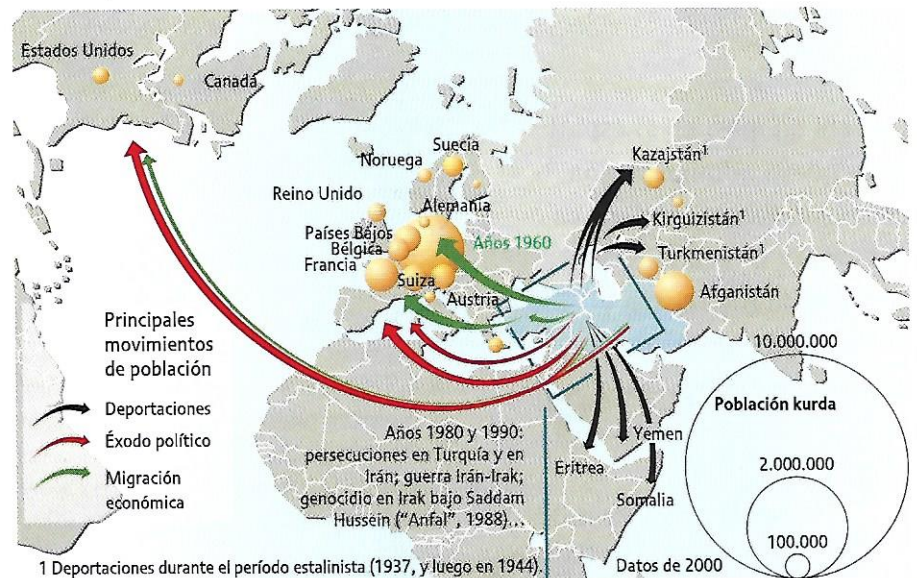 Estados Unidos
Canadá
Suecia
Noruega
Kazajstán¹
Reino Unido
Alemania
Kirguizistán¹
Países Bajos
Años 1960
Bélgica
Turkmenistán¹
Francia
Suiza
Afganistán
Austria
Principales
movimientos
de población
Deportaciones
Éxodo político
Migración
económica
Años 1980 y 1990:
persecuciones en Turquía y en
Irán; guerra Irán-Irak;
genocidio en Irak bajo Saddam
Hussein (“Anfal”, 1988)...
Yemen
Eritrea
Somalia
10.000.000
Población kurda
2.000.000
100.000
1 Deportaciones durante el período estalinista (1937, y luego en 1944).
Datos de 2000